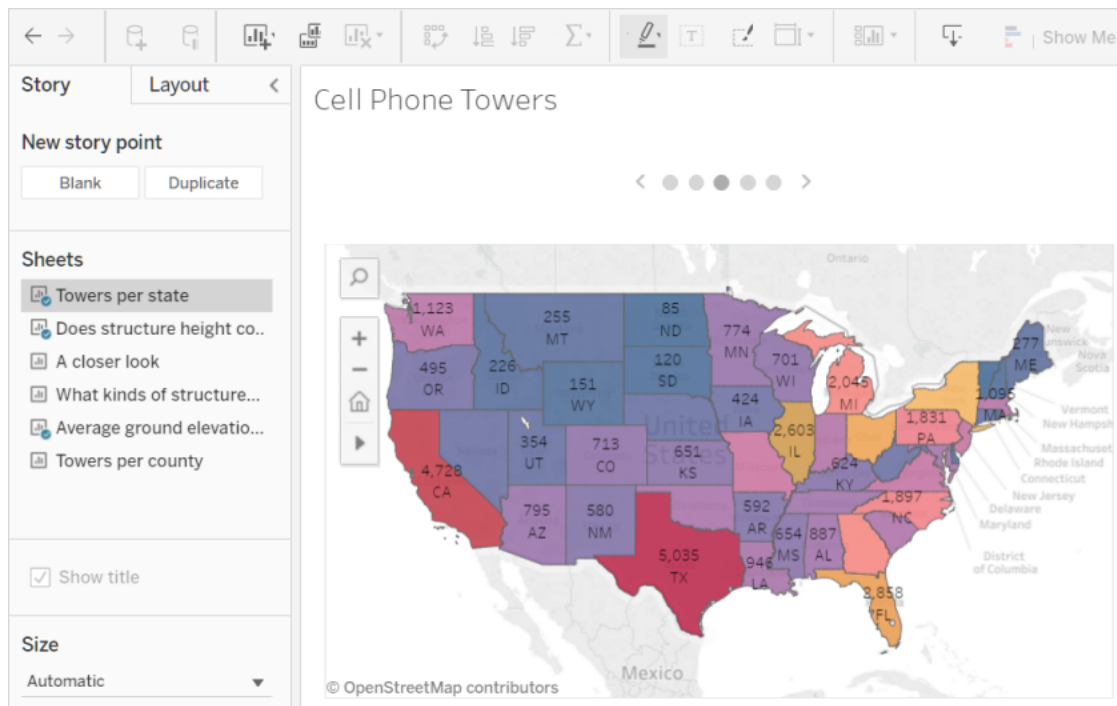 Show Me
Story
Layout
New story point
Blank
Duplicate
Sheets
Towers per state
Does structure height co..
A closer look
What kinds of structure...
Average ground elevatio...
Towers per county
Show title
Size
Automatic
Cell Phone Towers
Ontario
1,123
WA
255
MT
85
ND
774
MN
277
ME
New
Nova
Scotia
495
OR
226
ID
151
WY
120
SD
701
WI
2,045
MI
1,095
MA
Vermont
New Hampsh
Massachuset
Rhode Island
Connecticut
New Jersey
Delaware
Maryland
District
of Columbia
424
IA
United
States
1,831
PA
2,603
IL
4,728
CA
354
UT
713
CO
651
KS
624
KY
1,897
NC
795
AZ
580
NM
592
AR
654
MS
887
AL
5,035
TX
946
LA
FL
Mexico
© OpenStreetMap contributors